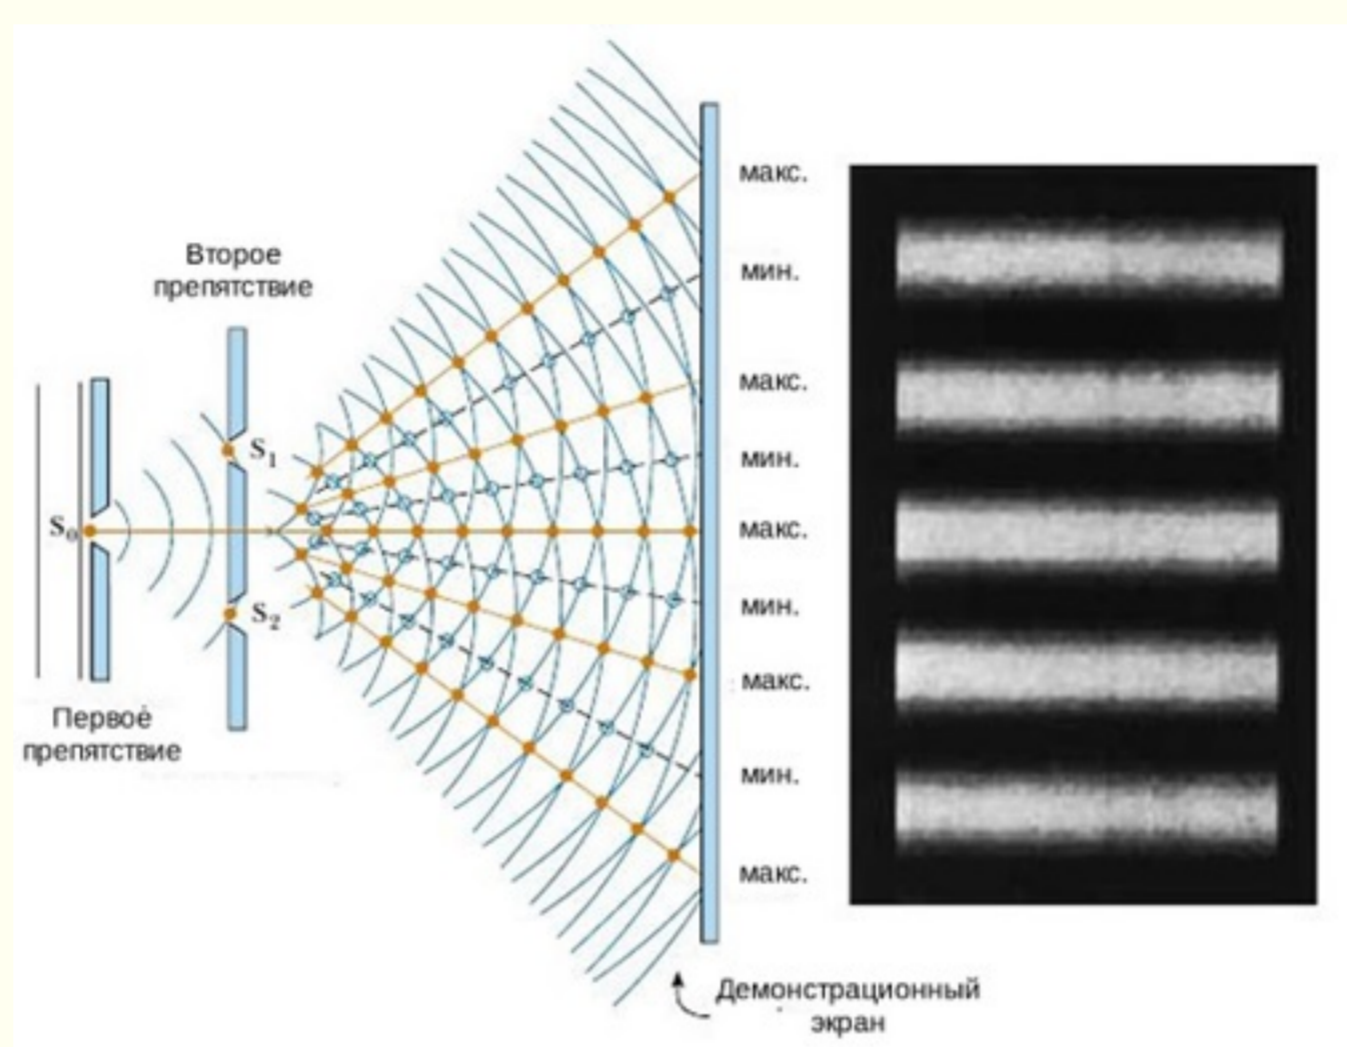 Второе
препятствие
S₁
S₀
S₂
Первое
препятствие
макс.
мин.
макс.
мин.
макс.
мин.
макс.
мин.
макс.
Демонстрационный
экран